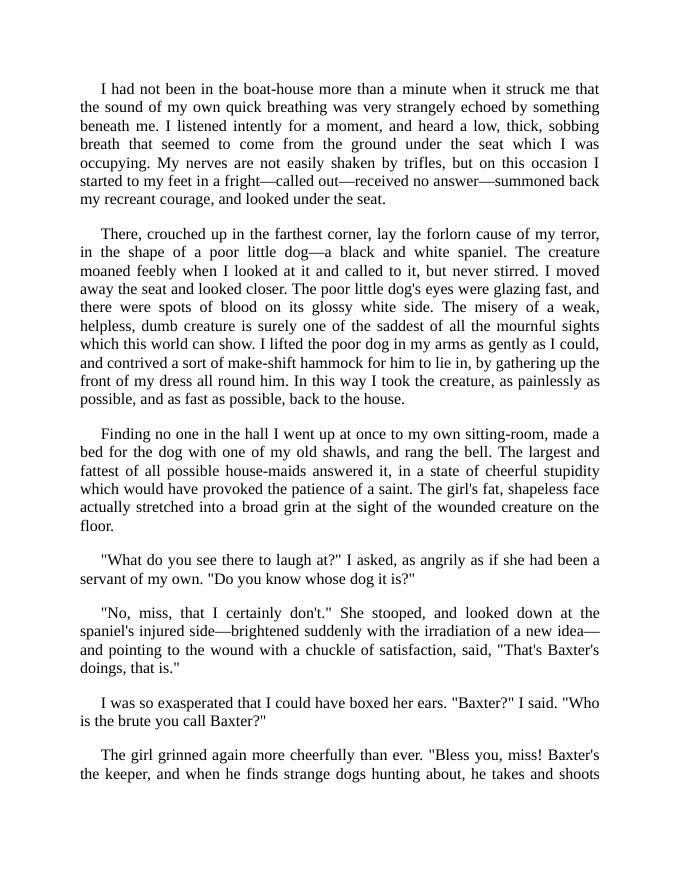 I had not been in the boat-house more than a minute when it struck me that
the sound of my own quick breathing was very strangely echoed by something
beneath me. I listened intently for a moment, and heard a low, thick, sobbing
breath that seemed to come from the ground under the seat which I was
occupying. My nerves are not easily shaken by trifles, but on this occasion I
started to my feet in a fright—called out—received no answer—summoned back
my recreant courage, and looked under the seat.
There, crouched up in the farthest corner, lay the forlorn cause of my terror,
in the shape of a poor little dog—a black and white spaniel. The creature
moaned feebly when I looked at it and called to it, but never stirred. I moved
away the seat and looked closer. The poor little dog's eyes were glazing fast, and
there were spots of blood on its glossy white side. The misery of a weak,
helpless, dumb creature is surely one of the saddest of all the mournful sights
which this world can show. I lifted the poor dog in my arms as gently as I could,
and contrived a sort of make-shift hammock for him to lie in, by gathering up the
front of my dress all round him. In this way I took the creature, as painlessly as
possible, and as fast as possible, back to the house.
Finding no one in the hall I went up at once to my own sitting-room, made a
bed for the dog with one of my old shawls, and rang the bell. The largest and
fattest of all possible house-maids answered it, in a state of cheerful stupidity
which would have provoked the patience of a saint. The girl's fat, shapeless face
actually stretched into a broad grin at the sight of the wounded creature on the
floor.
"What do you see there to laugh at?" I asked, as angrily as if she had been a
servant of my own. "Do you know whose dog it is?"
"No, miss, that I certainly don't." She stooped, and looked down at the
spaniel's injured side—brightened suddenly with the irradiation of a new idea—
and pointing to the wound with a chuckle of satisfaction, said, "That's Baxter's
doings, that is."
I was so exasperated that I could have boxed her ears. "Baxter?" I said. "Who
is the brute you call Baxter?"
The girl grinned again more cheerfully than ever. "Bless you, miss! Baxter's
the keeper, and when he finds strange dogs hunting about, he takes and shoots